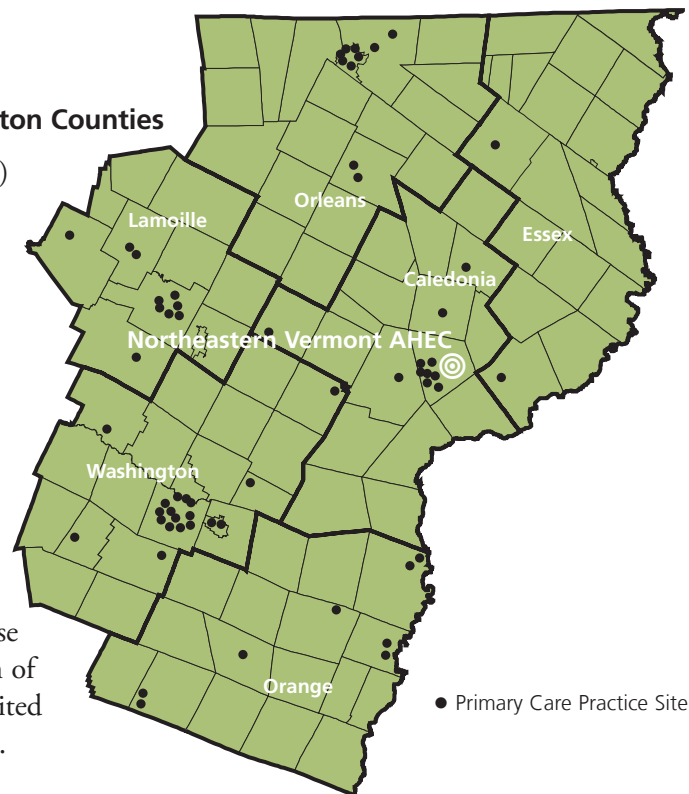 ton Counties
)
Orleans
Lamoille
Essex
Caledonia
Northeastern Vermont AHEC
Washington
se
of
Orange
ited
Primary Care Practice Site
.